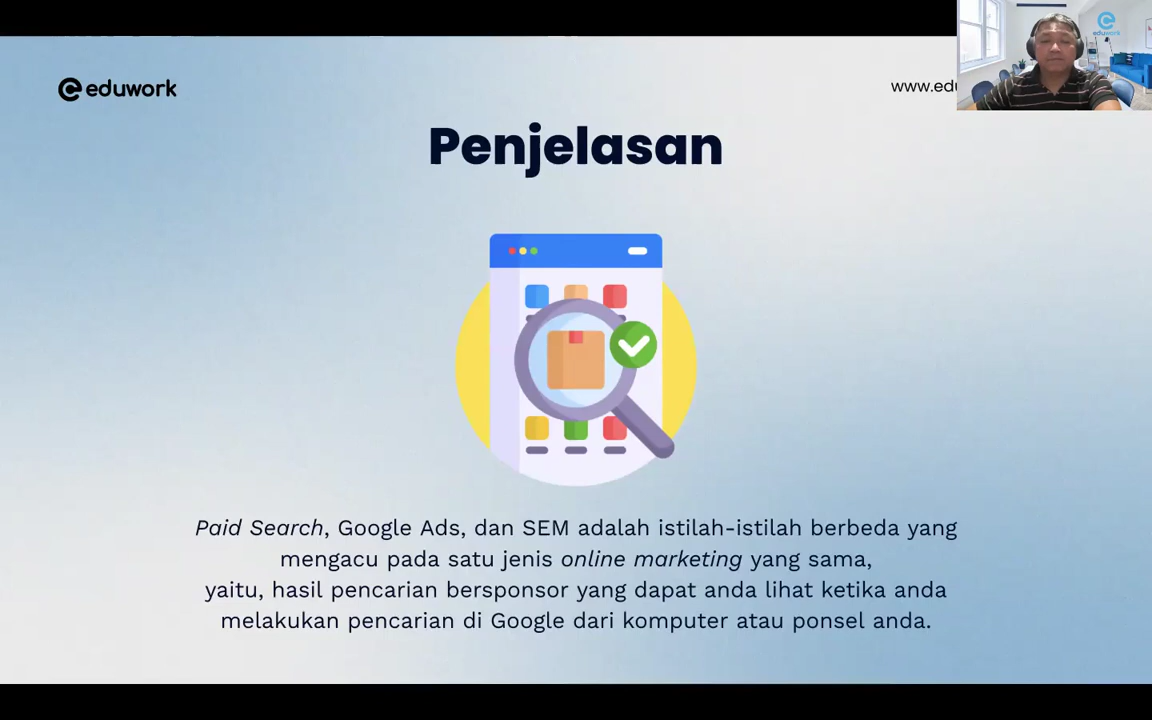 eduwork
www.edu
eduwork
Penjelasan
Paid Search, Google Ads, dan SEM adalah istilah-istilah berbeda yang
mengacu pada satu jenis online marketing yang sama,
yaitu, hasil pencarian bersponsor yang dapat anda lihat ketika anda
melakukan pencarian di Google dari komputer atau ponsel anda.